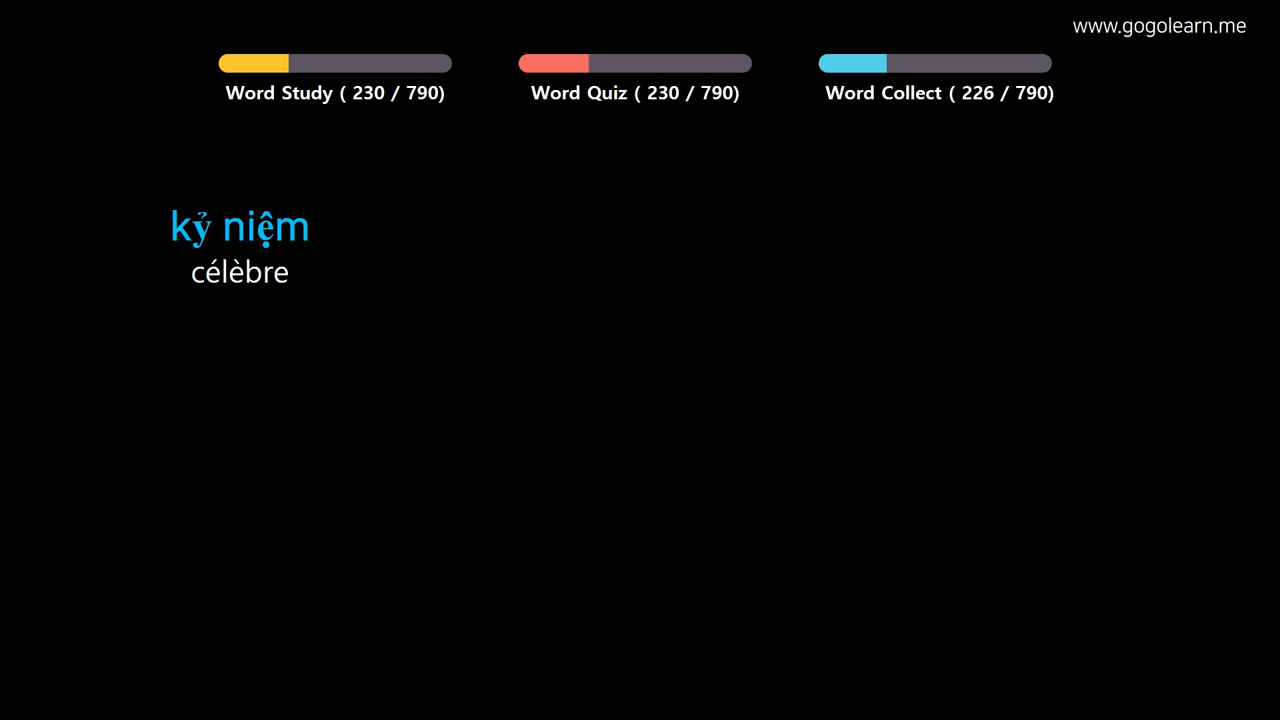 www.gogolearn.me
Word Study ( 230 / 790)
Word Quiz ( 230 / 790)
Word Collect ( 226 / 790)
kỷ niệm
célèbre